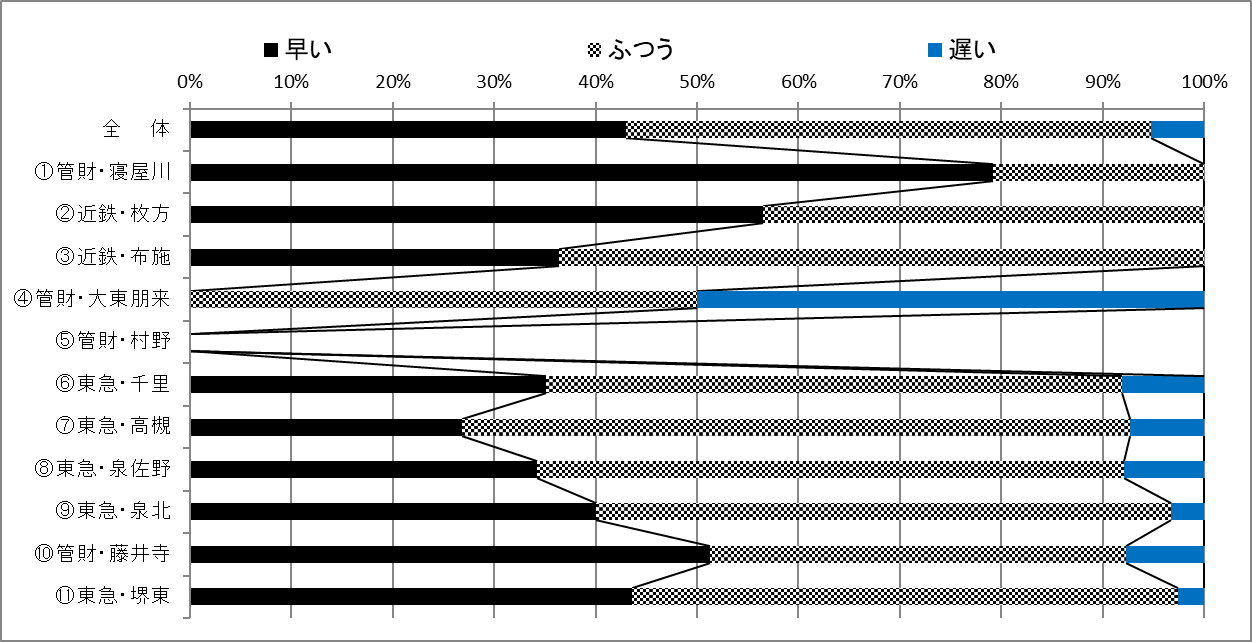 早い ふつう 遅い
0% 10% 20% 30% 40% 50% 60% 70% 80% 90% 100%
全 体
①管財・寝屋川
②近鉄・枚方
③近鉄・布施
④管財・大東朋来
⑤管財・村野
⑥東急・千里
⑦東急・高槻
⑧東急・泉佐野
⑨東急・泉北
⑩管財・藤井寺
⑪東急・堺東